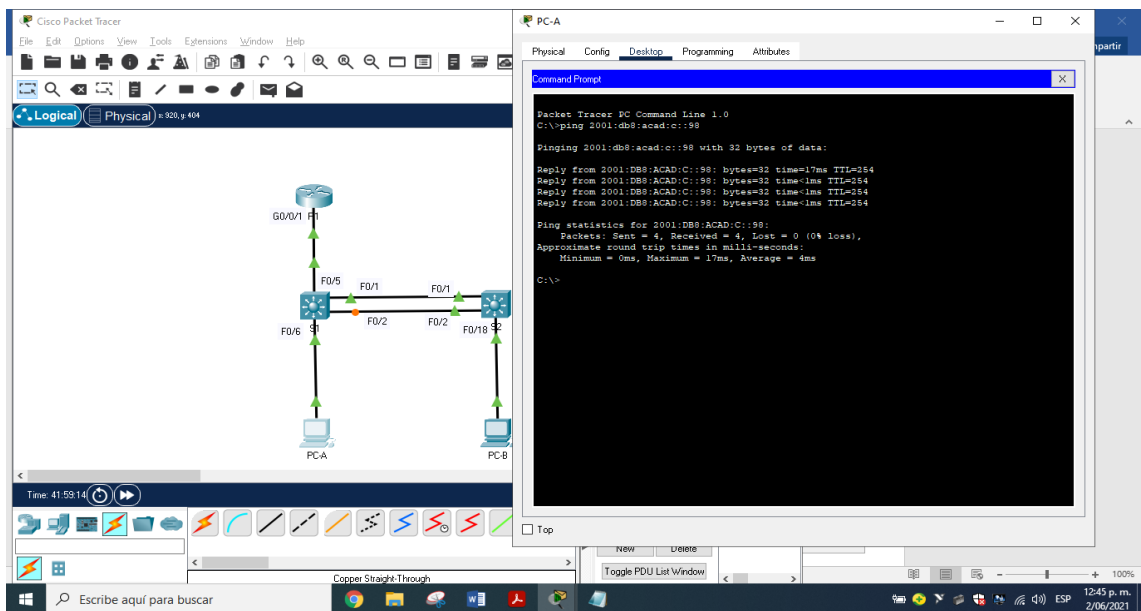 Cisco Packet Tracer
File Edit Options View Tools Extensions Window Help
Logical
Physical
x: 920, y: 404
G0/0/1 R1
F0/5
F0/1
F0/1
F0/2
F0/2
F0/6
S1
F0/18
S2
PC-A
PC-B
Time: 41:59:14
Copper Straight-Through
PC-A
Physical Config Desktop Programming Attributes
Command Prompt
X
Packet Tracer PC Command Line 1.0
C:\>ping 2001:db8:acad:c::98
Pinging 2001:db8:acad:c::98 with 32 bytes of data:
Reply from 2001:DB8:ACAD:C::98: bytes=32 time=17ms TTL=254
Reply from 2001:DB8:ACAD:C::98: bytes=32 time<1ms TTL=254
Reply from 2001:DB8:ACAD:C::98: bytes=32 time<1ms TTL=254
Reply from 2001:DB8:ACAD:C::98: bytes=32 time<1ms TTL=254
Ping statistics for 2001:DB8:ACAD:C::98:
Packets: Sent = 4, Received = 4, Lost = 0 (0% loss),
Approximate round trip times in milli-seconds:
Minimum = 0ms, Maximum = 17ms, Average = 4ms
C:\>
Top
New Delete
Toggle PDU List Window
partir
100%
Escribe aquí para buscar
ESP
12:45 p. m.
2/06/2021